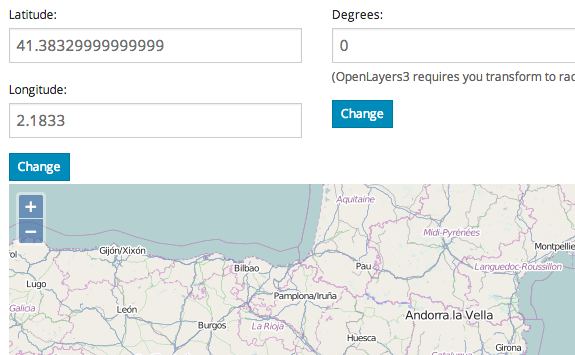 Latitude:
41.38329999999999
Longitude:
2.1833
Change
Degrees:
0
(OpenLayers3 requires you transform to rad
Change
+
−
Aquitaine
Midi-Pyrénées
Montpellie
Gijón/Xixón
Bilbao
Pau
Languedoc-Roussillon
Lugo
Pamplona/Iruña
León
Galicia
Andorra la Vella
Burgos
La Rioja
Huesca
Girona